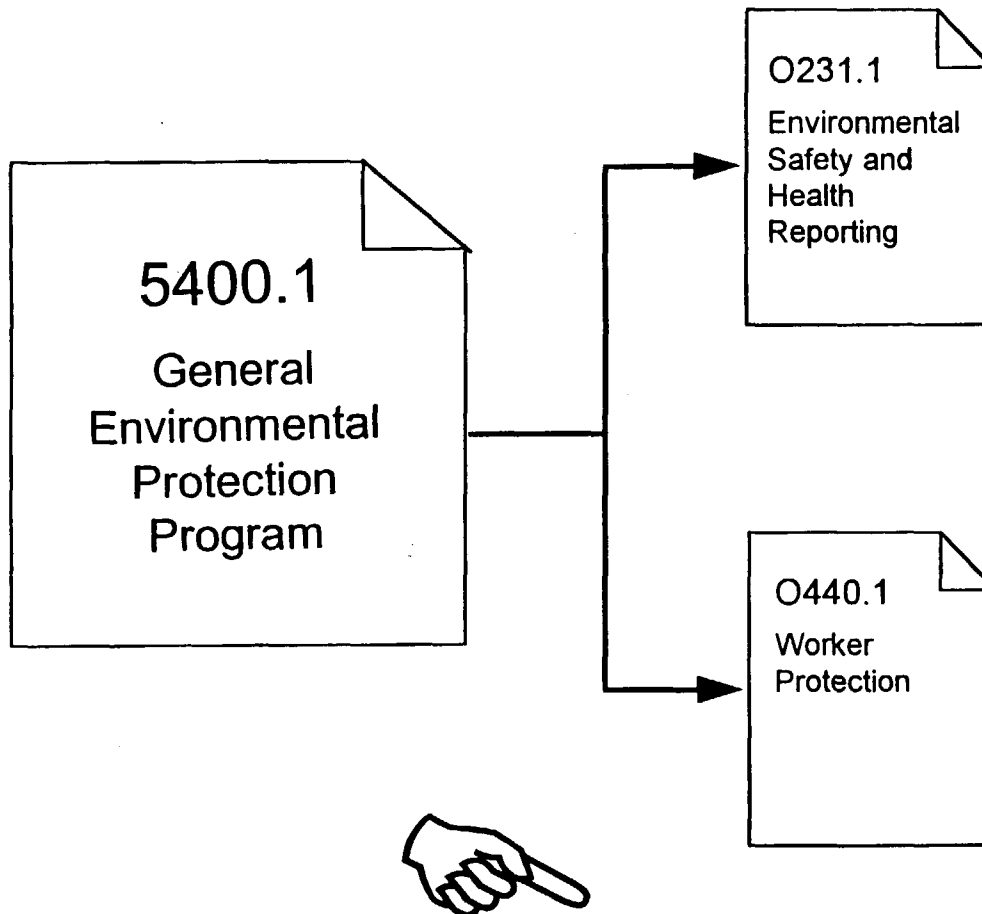 5400.1
General
Environmental
Protection
Program
O231.1
Environmental
Safety and
Health
Reporting
O440.1
Worker
Protection